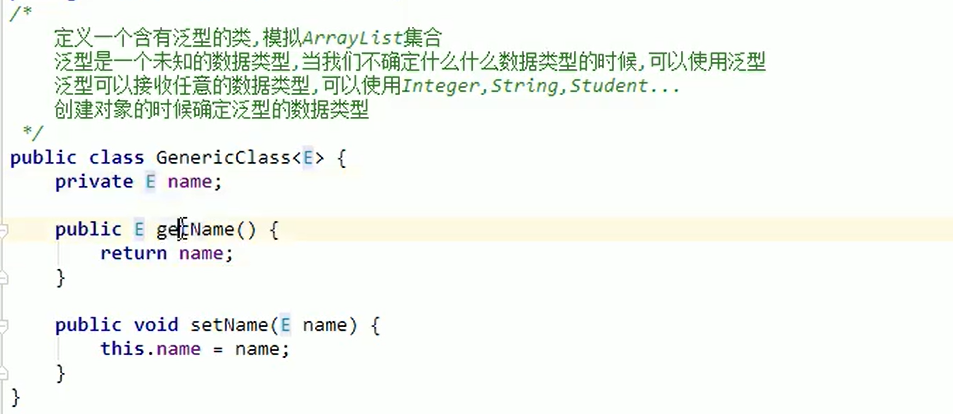 /*
定义一个含有泛型的类,模拟ArrayList集合
泛型是一个未知的数据类型,当我们不确定什么什么数据类型的时候,可以使用泛型
泛型可以接收任意的数据类型,可以使用Integer,String,Student...
创建对象的时候确定泛型的数据类型
*/
public class GenericClass<E> {
private E name;
public E getName() {
return name;
}
public void setName(E name) {
this.name = name;
}
}